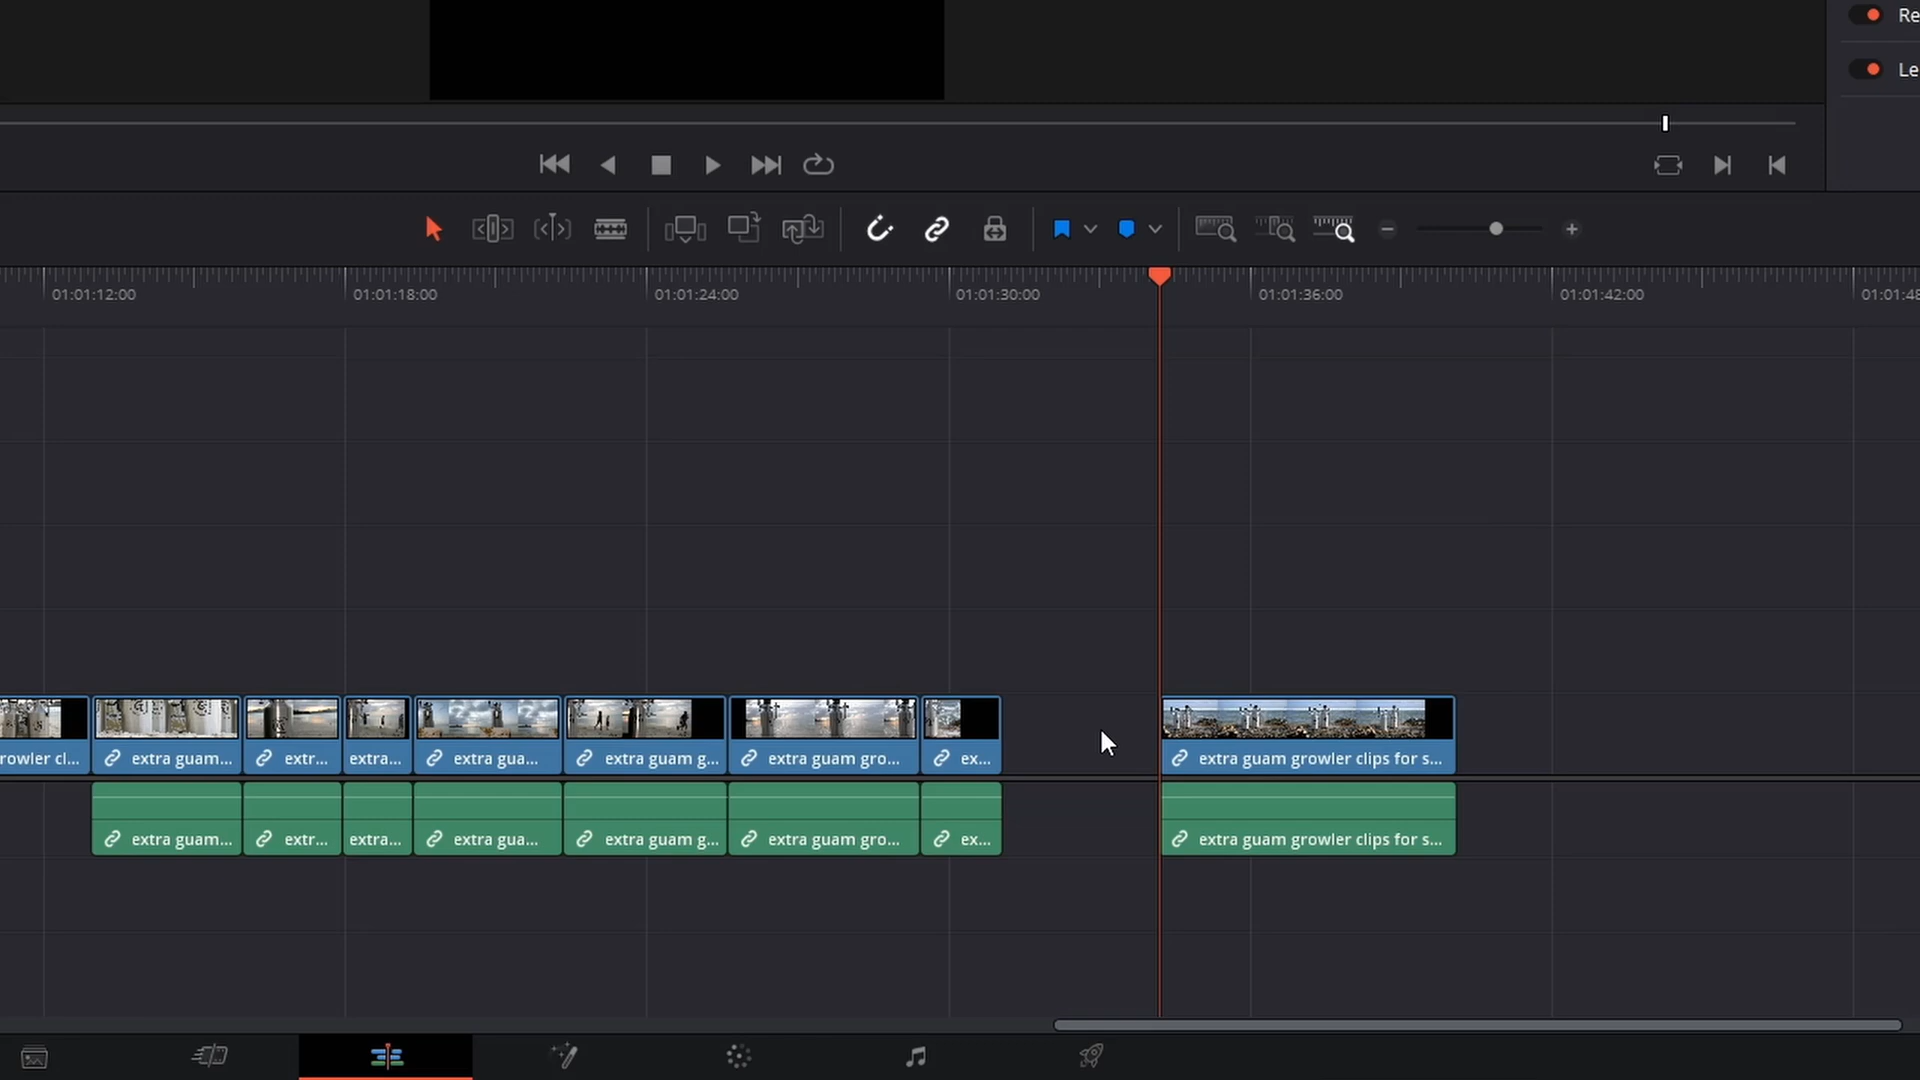 Re
Le
01:01:12:00 01:01:18:00 01:01:24:00 01:01:30:00 01:01:36:00 01:01:42:00 01:01:48
rowler cl... extra guam... extr... extra... extra gua... extra guam g... extra guam gro... ex... extra guam growler clips for s...
extra guam... extr... extra... extra gua... extra guam g... extra guam gro... ex... extra guam growler clips for s...